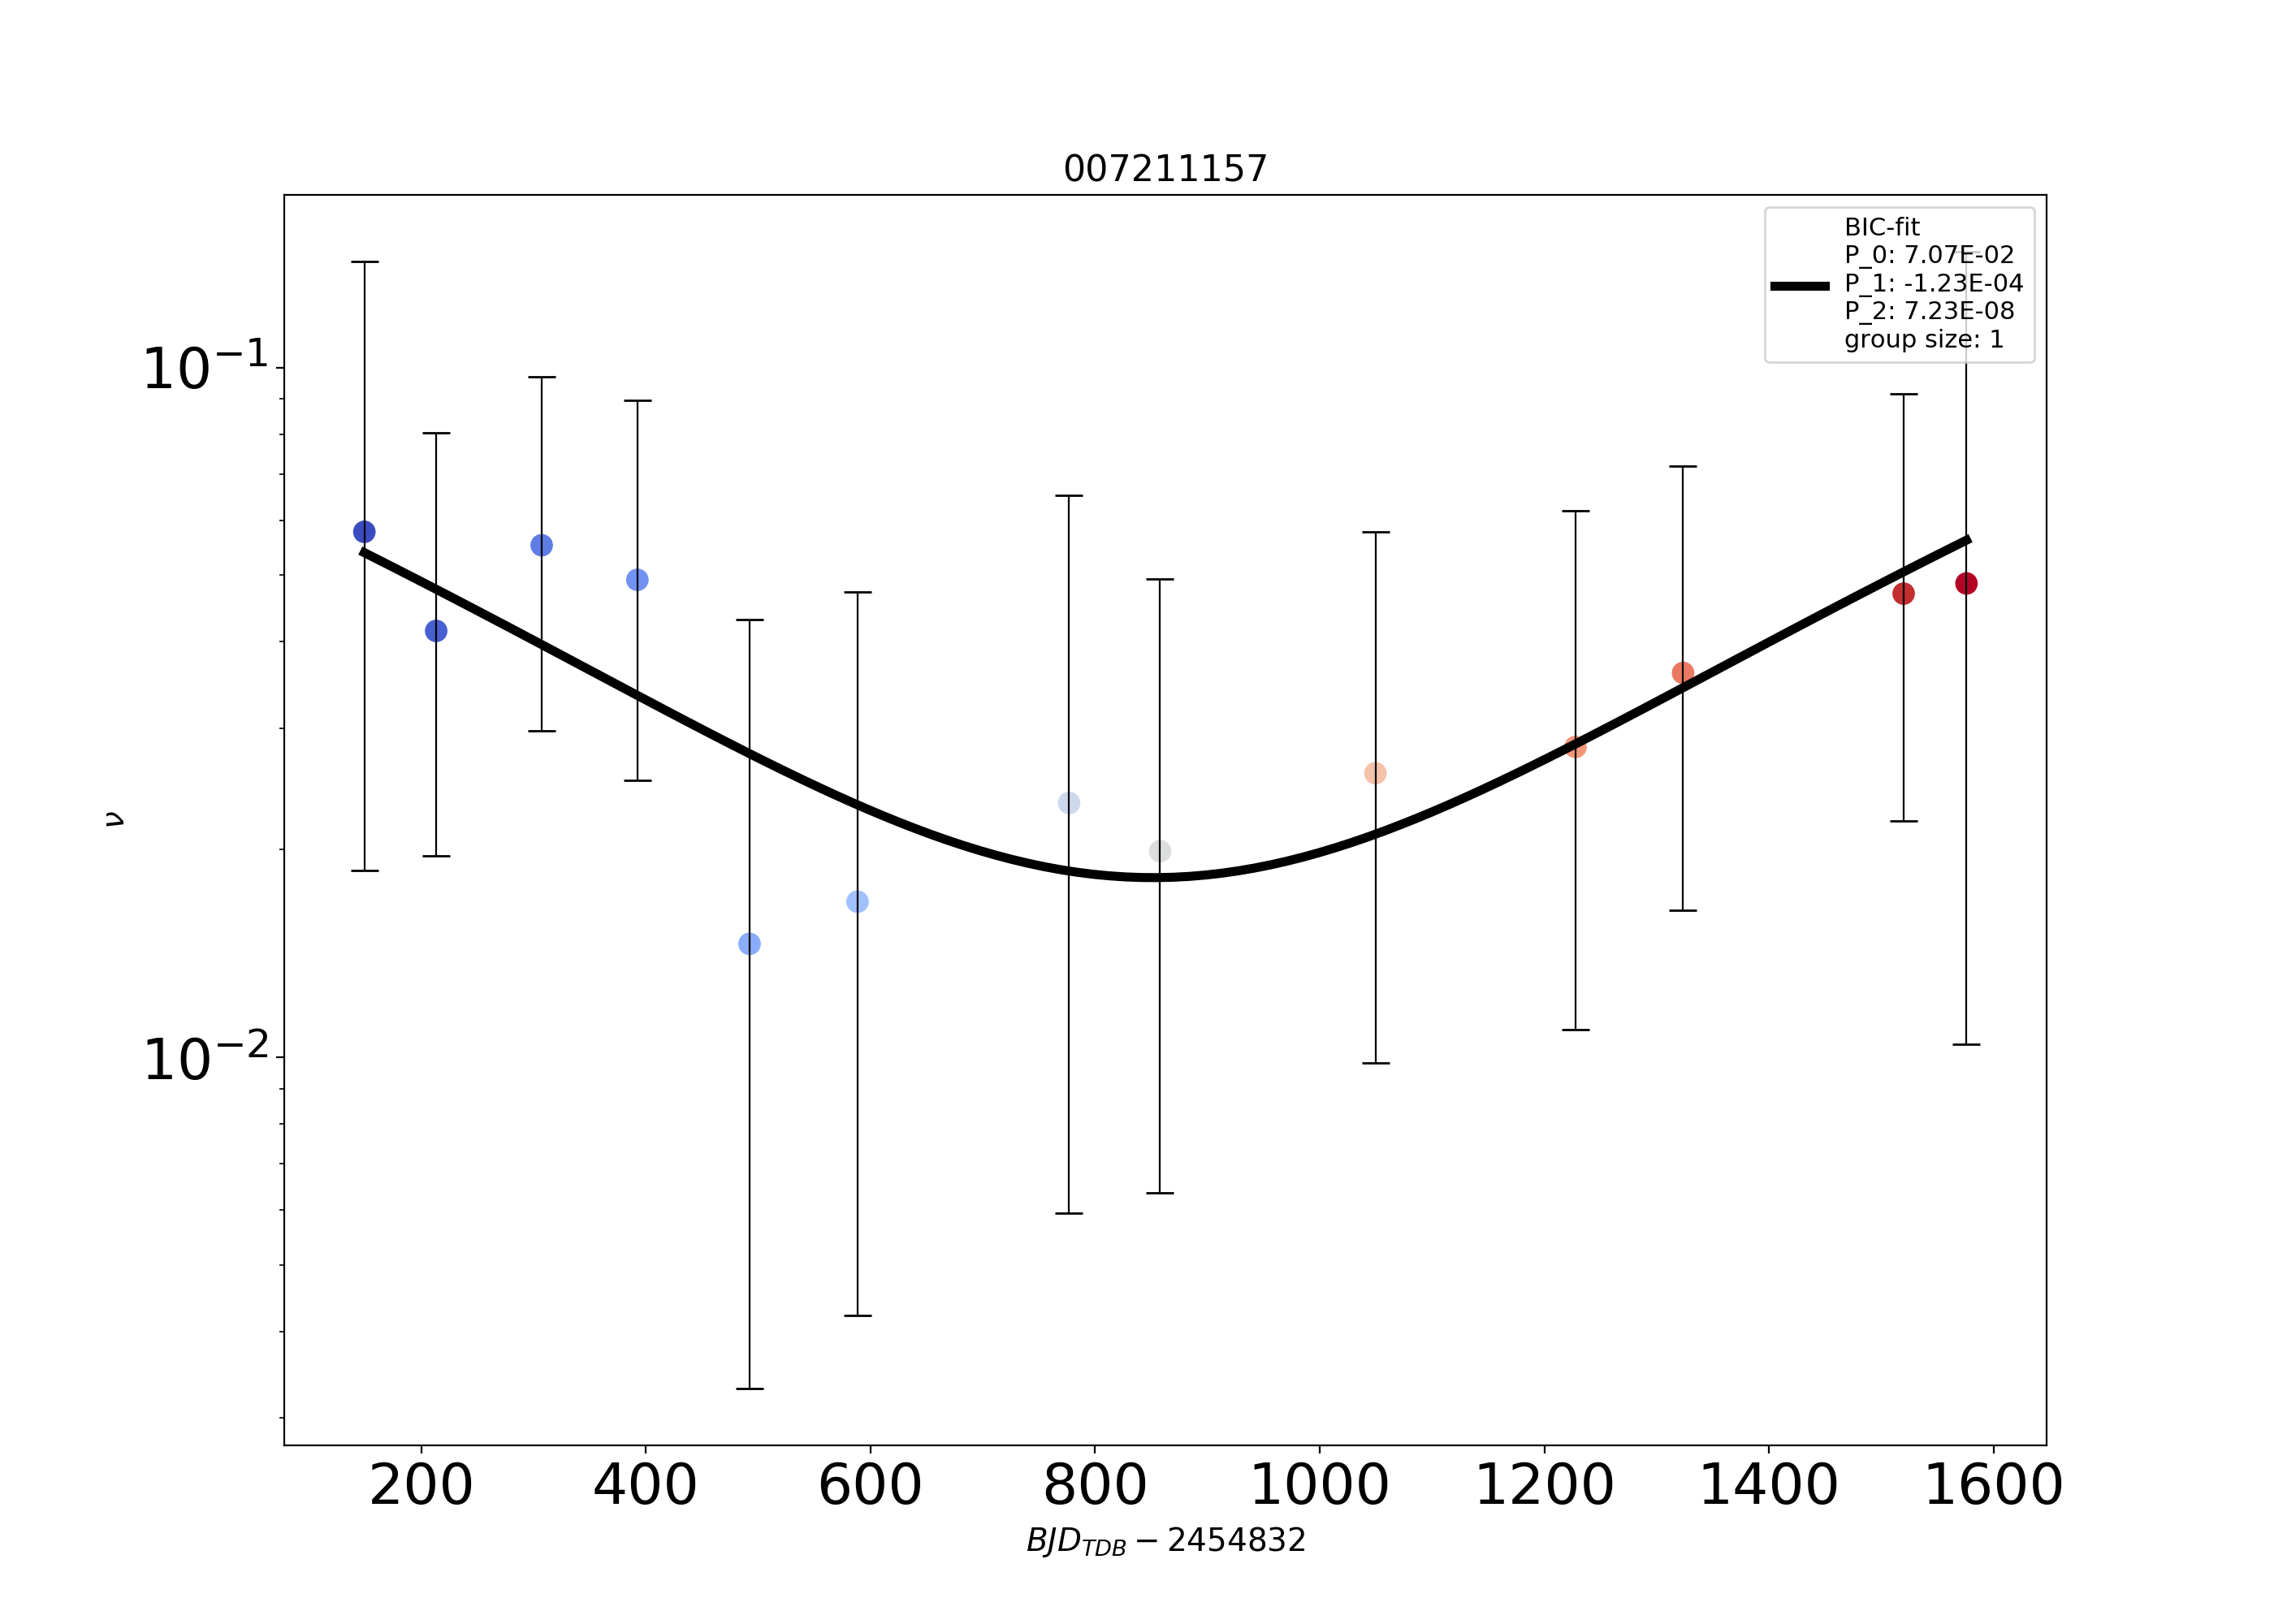 007211157
BIC-fit
P_0: 7.07E-02
P_1: -1.23E-04
P_2: 7.23E-08
group size: 1
10⁻¹
10⁻²
ν
200 400 600 800 1000 1200 1400 1600
BJD_TDB − 2454832